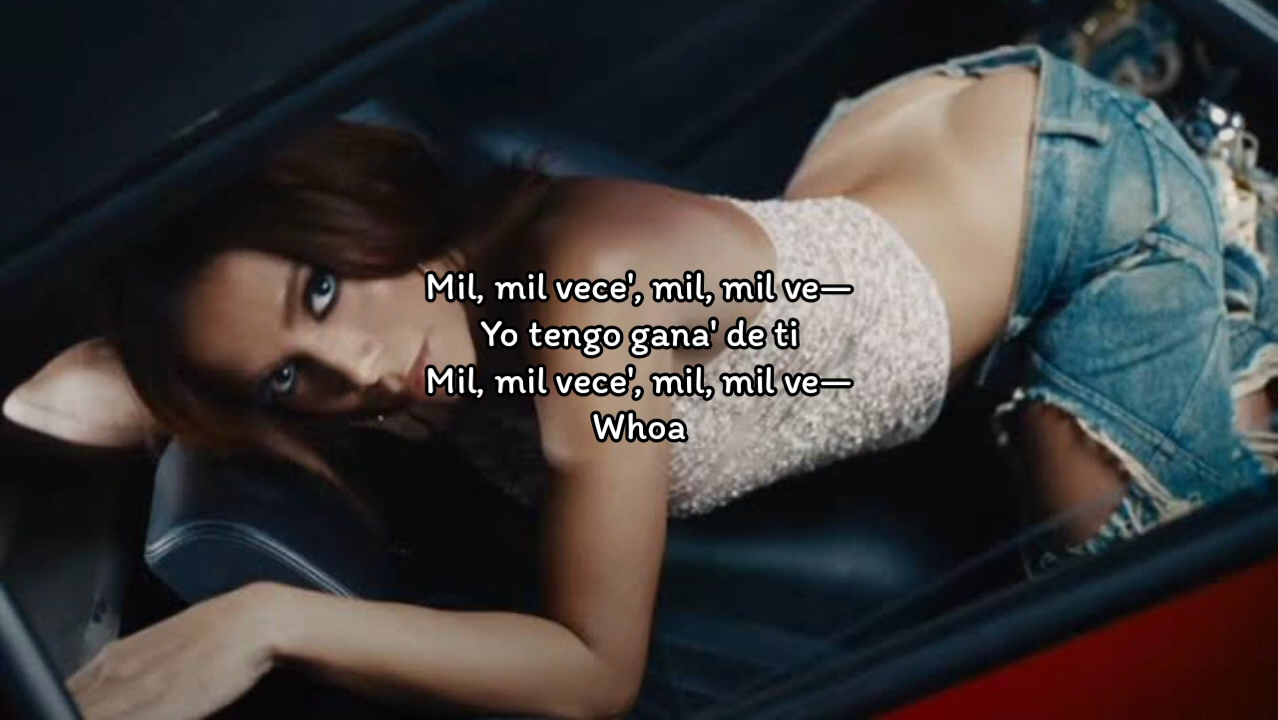 Mil, mil vece', mil, mil ve—
Yo tengo gana' de ti
Mil, mil vece', mil, mil ve—
Whoa